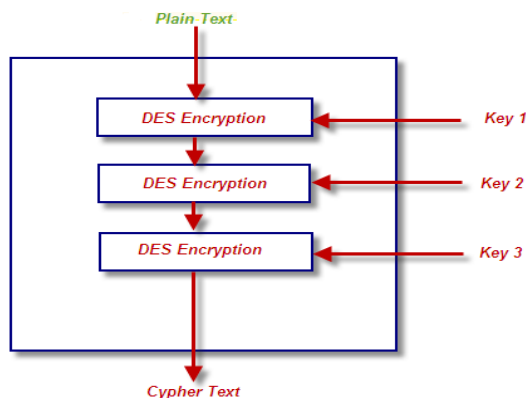 Plain Text
DES Encryption
Key 1
DES Encryption
Key 2
DES Encryption
Key 3
Cypher Text